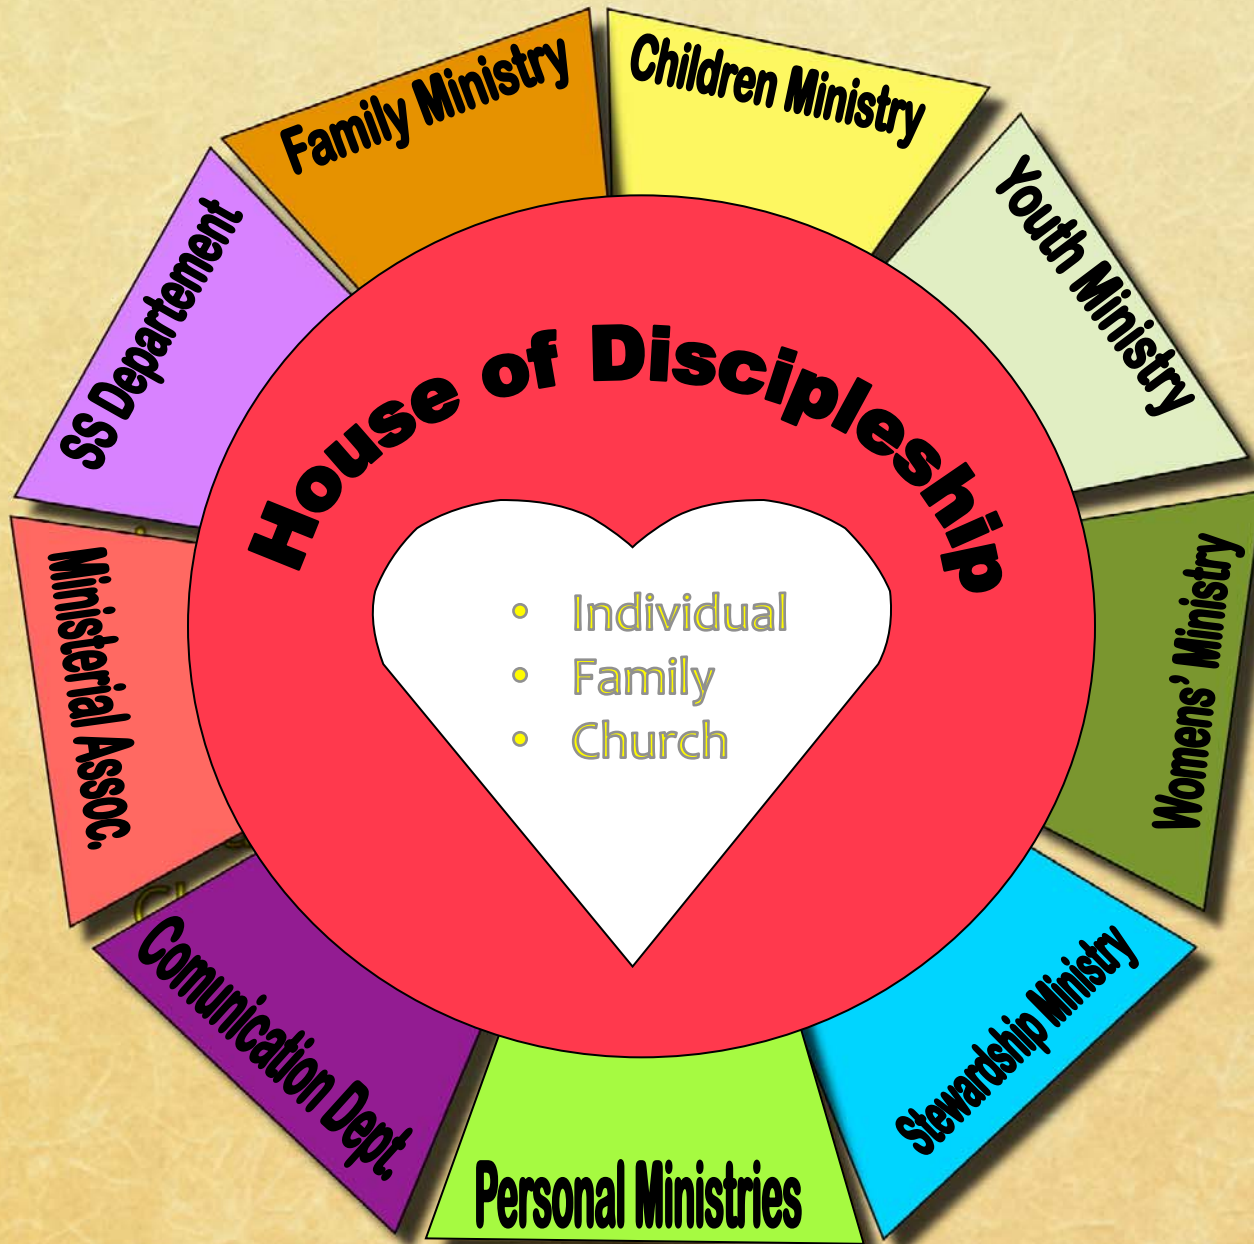 Family Ministry
Children Ministry
Youth Ministry
Womens' Ministry
Stewardship Ministry
Personal Ministries
Comunication Dept.
Ministerial Assoc.
SS Departement
House of Discipleship
• Individual
• Family
• Church